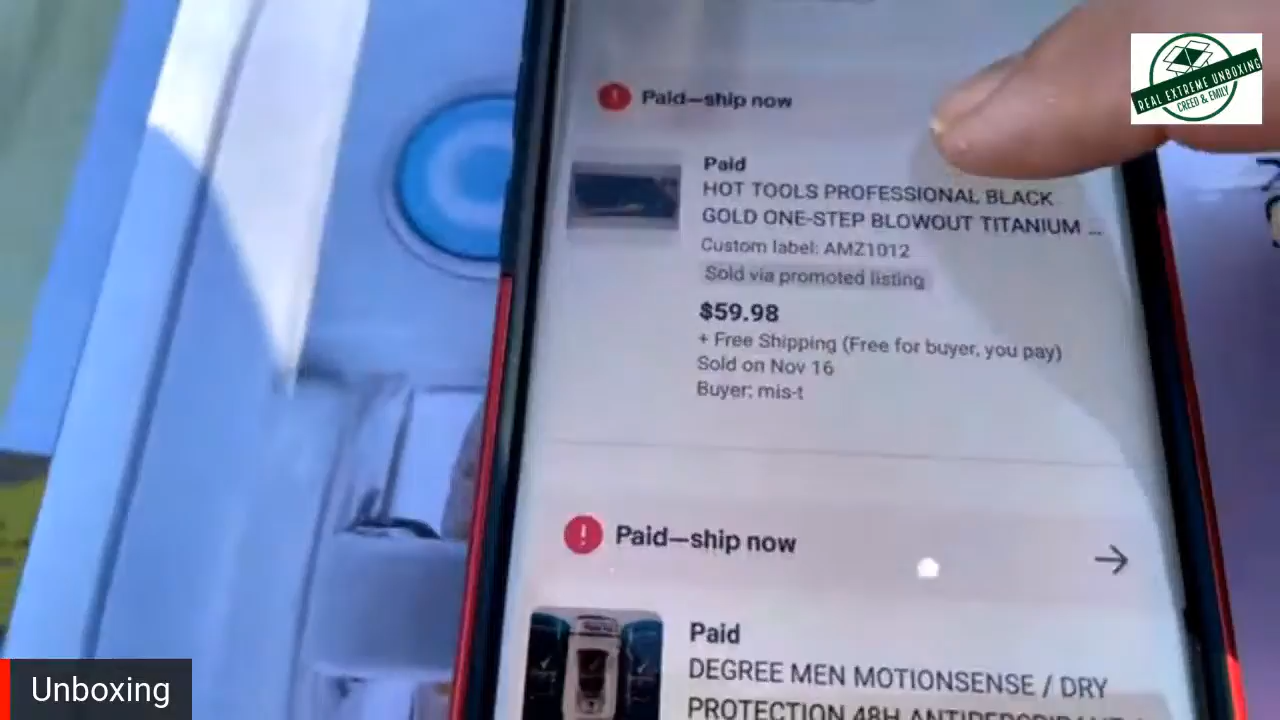 REAL EXTREME UNBOXING
CREED & EMILY
Paid—ship now
Paid
HOT TOOLS PROFESSIONAL BLACK
GOLD ONE-STEP BLOWOUT TITANIUM ...
Custom label: AMZ1012
Sold via promoted listing
$59.98
+ Free Shipping (Free for buyer, you pay)
Sold on Nov 16
Buyer: mis-t
Paid—ship now
Paid
DEGREE MEN MOTIONSENSE / DRY
PROTECTION 48H ANTIPERSPIRANT
Unboxing